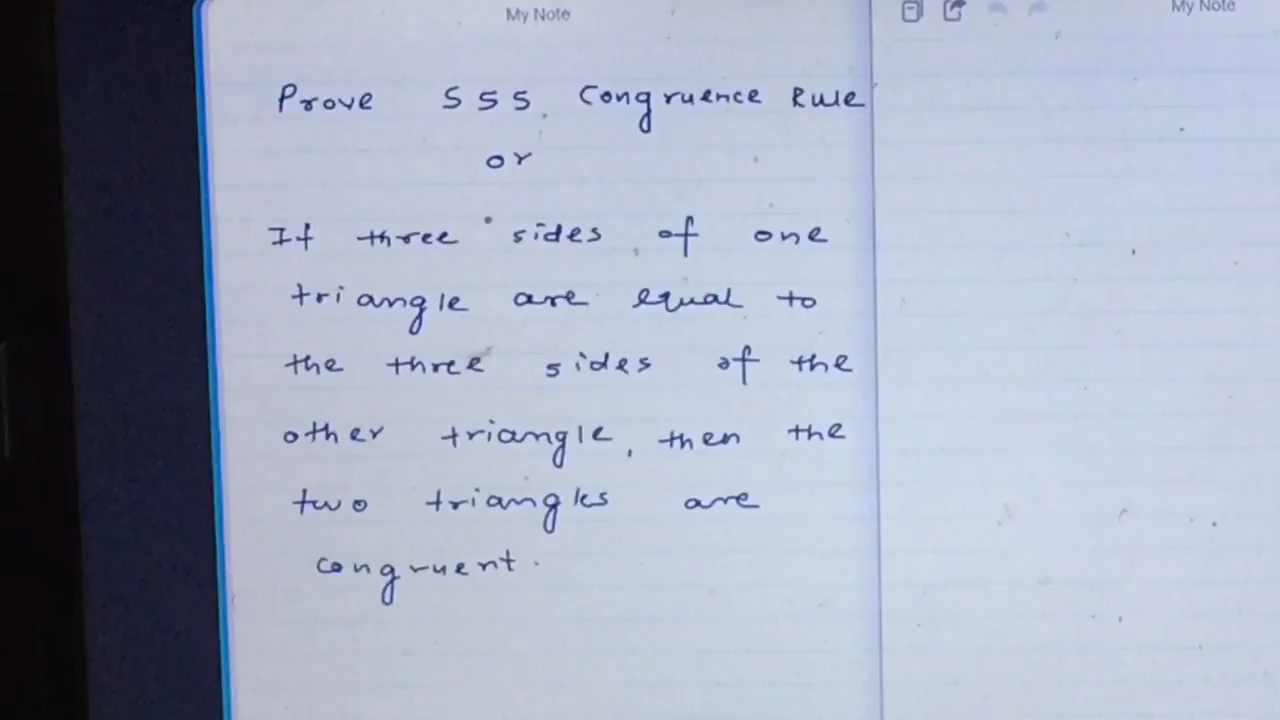 My Note
My Note
Prove SSS Congruence Rule
or
If three sides of one
triangle are equal to
the three sides of the
other triangle, then the
two triangles are
congruent.